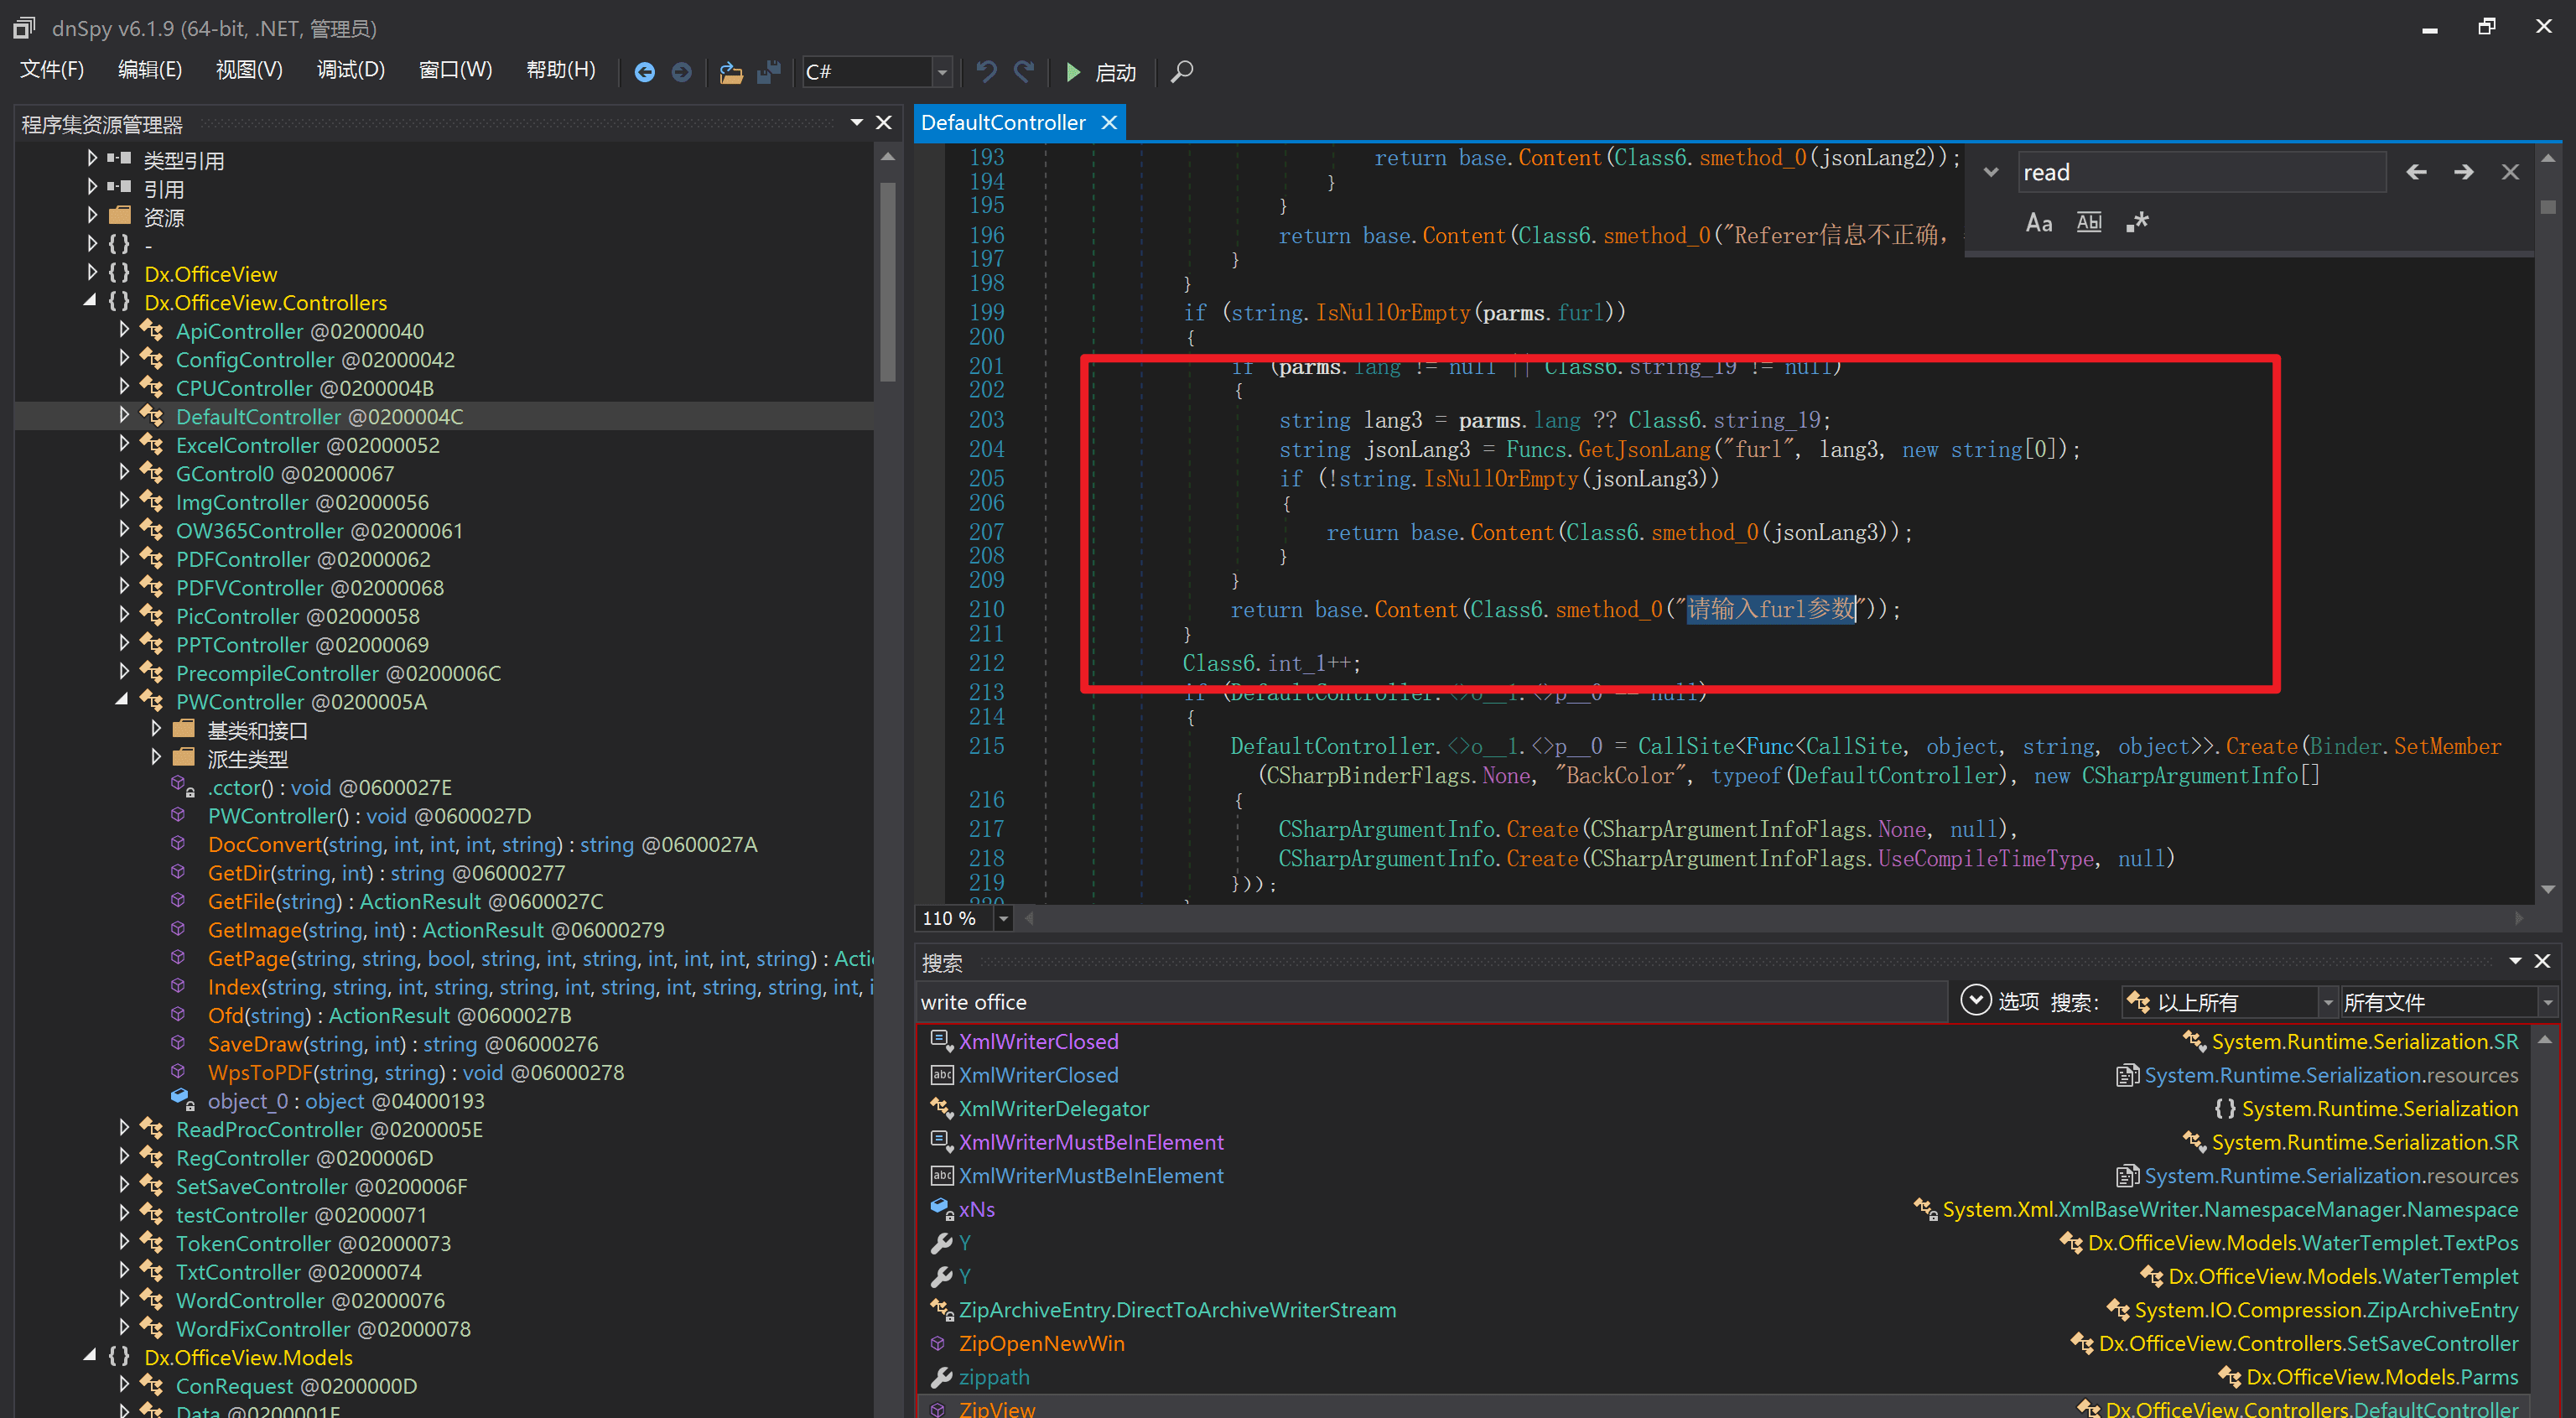 dnSpy v6.1.9 (64-bit, .NET, 管理员)
文件(F) 编辑(E) 视图(V) 调试(D) 窗口(W) 帮助(H) C# 启动
程序集资源管理器
类型引用
引用
资源
{} -
{} Dx.OfficeView
{} Dx.OfficeView.Controllers
ApiController @02000040
ConfigController @02000042
CPUController @0200004B
DefaultController @0200004C
ExcelController @02000052
GControl0 @02000067
ImgController @02000056
OW365Controller @02000061
PDFController @02000062
PDFVController @02000068
PicController @02000058
PPTController @02000069
PrecompileController @0200006C
PWController @0200005A
基类和接口
派生类型
.cctor() : void @0600027E
PWController() : void @0600027D
DocConvert(string, int, int, int, string) : string @0600027A
GetDir(string, int) : string @06000277
GetFile(string) : ActionResult @0600027C
GetImage(string, int) : ActionResult @06000279
GetPage(string, string, bool, string, int, string, int, int, int, string) : Acti
Index(string, string, int, string, string, int, string, int, string, string, int, i
Ofd(string) : ActionResult @0600027B
SaveDraw(string, int) : string @06000276
WpsToPDF(string, string) : void @06000278
object_0 : object @04000193
ReadProcController @0200005E
RegController @0200006D
SetSaveController @0200006F
testController @02000071
TokenController @02000073
TxtController @02000074
WordController @02000076
WordFixController @02000078
{} Dx.OfficeView.Models
ConRequest @0200000D
Data @0200001F
DefaultController
193 return base.Content(Class6.smethod_0(jsonLang2));
194 }
195 }
196 return base.Content(Class6.smethod_0("Referer信息不正确，
197 }
198 }
199 if (string.IsNullOrEmpty(parms.furl))
200 {
201 if (parms.lang != null || Class6.string_19 != null)
202 {
203 string lang3 = parms.lang ?? Class6.string_19;
204 string jsonLang3 = Funcs.GetJsonLang("furl", lang3, new string[0]);
205 if (!string.IsNullOrEmpty(jsonLang3))
206 {
207 return base.Content(Class6.smethod_0(jsonLang3));
208 }
209 }
210 return base.Content(Class6.smethod_0("请输入furl参数"));
211 }
212 Class6.int_1++;
213 if (DefaultController.<>o__1.<>p__0 == null)
214 {
215 DefaultController.<>o__1.<>p__0 = CallSite<Func<CallSite, object, string, object>>.Create(Binder.SetMember
(CSharpBinderFlags.None, "BackColor", typeof(DefaultController), new CSharpArgumentInfo[]
216 {
217 CSharpArgumentInfo.Create(CSharpArgumentInfoFlags.None, null),
218 CSharpArgumentInfo.Create(CSharpArgumentInfoFlags.UseCompileTimeType, null)
219 }));
220 }
read
Aa Abl .*
110 %
搜索
write office 选项 搜索: 以上所有 所有文件
XmlWriterClosed System.Runtime.Serialization.SR
abc XmlWriterClosed System.Runtime.Serialization.resources
XmlWriterDelegator {} System.Runtime.Serialization
XmlWriterMustBeInElement System.Runtime.Serialization.SR
abc XmlWriterMustBeInElement System.Runtime.Serialization.resources
xNs System.Xml.XmlBaseWriter.NamespaceManager.Namespace
Y Dx.OfficeView.Models.WaterTemplet.TextPos
Y Dx.OfficeView.Models.WaterTemplet
ZipArchiveEntry.DirectToArchiveWriterStream System.IO.Compression.ZipArchiveEntry
ZipOpenNewWin Dx.OfficeView.Controllers.SetSaveController
zippath Dx.OfficeView.Models.Parms
ZipView Dx.OfficeView.Controllers.DefaultController